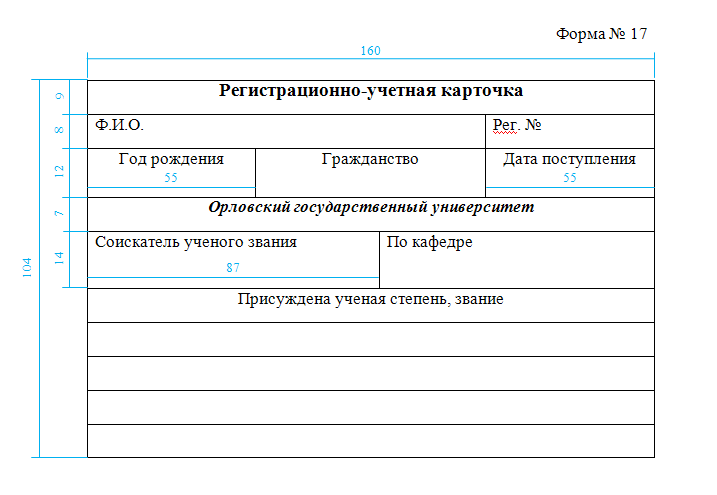 Форма № 17
160
9
Регистрационно-учетная карточка
8
Ф.И.О. Рег. №
12
Год рождения Гражданство Дата поступления
55 55
7
Орловский государственный университет
104
14
Соискатель ученого звания По кафедре
87
Присуждена ученая степень, звание